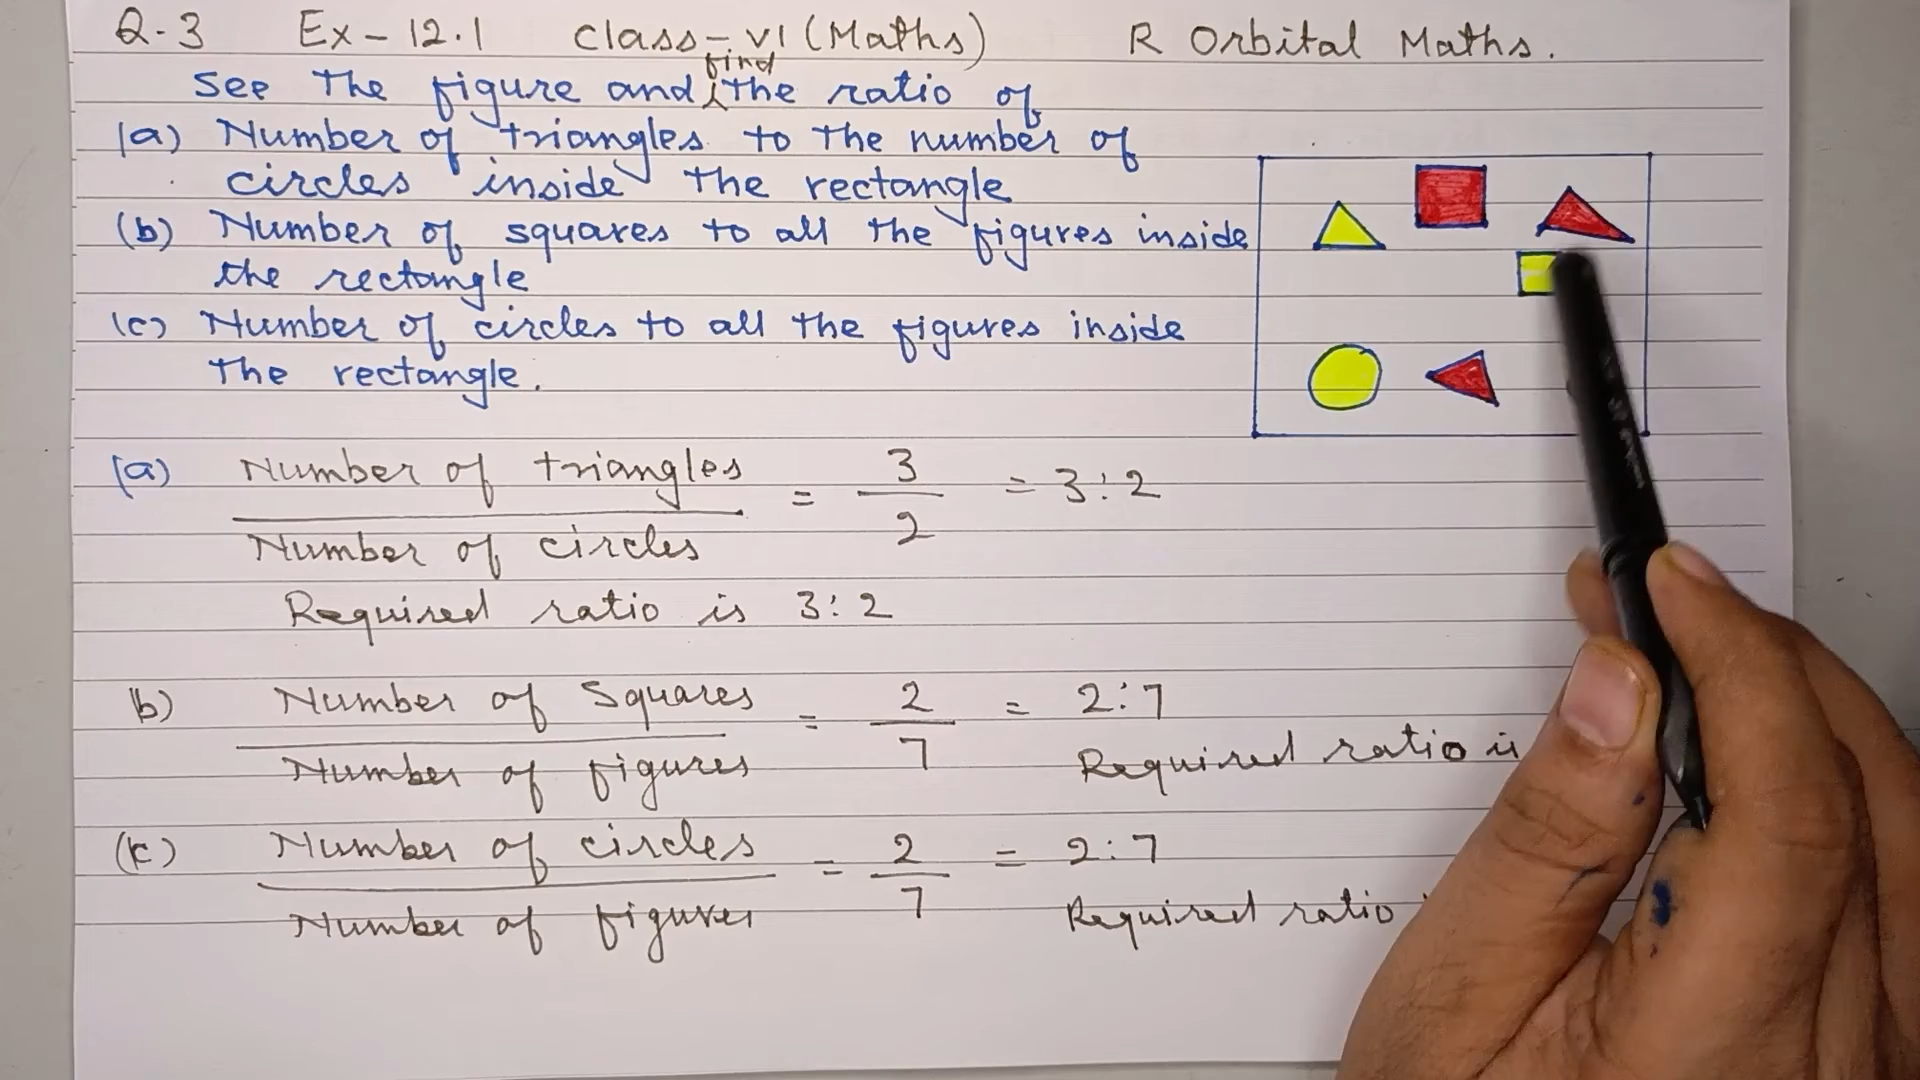 Q-3 Ex-12.1 Class-VI (Maths) R Orbital Maths.
See The figure and find the ratio of
(a) Number of triangles to the number of
circles inside the rectangle
(b) Number of squares to all the figures inside
the rectangle
(c) Number of circles to all the figures inside
the rectangle.
(a) Number of triangles / Number of circles = 3/2 = 3:2
Required ratio is 3:2
b) Number of Squares / Number of figures = 2/7 = 2:7
Required ratio is
(c) Number of circles / Number of figures = 2/7 = 2:7
Required ratio